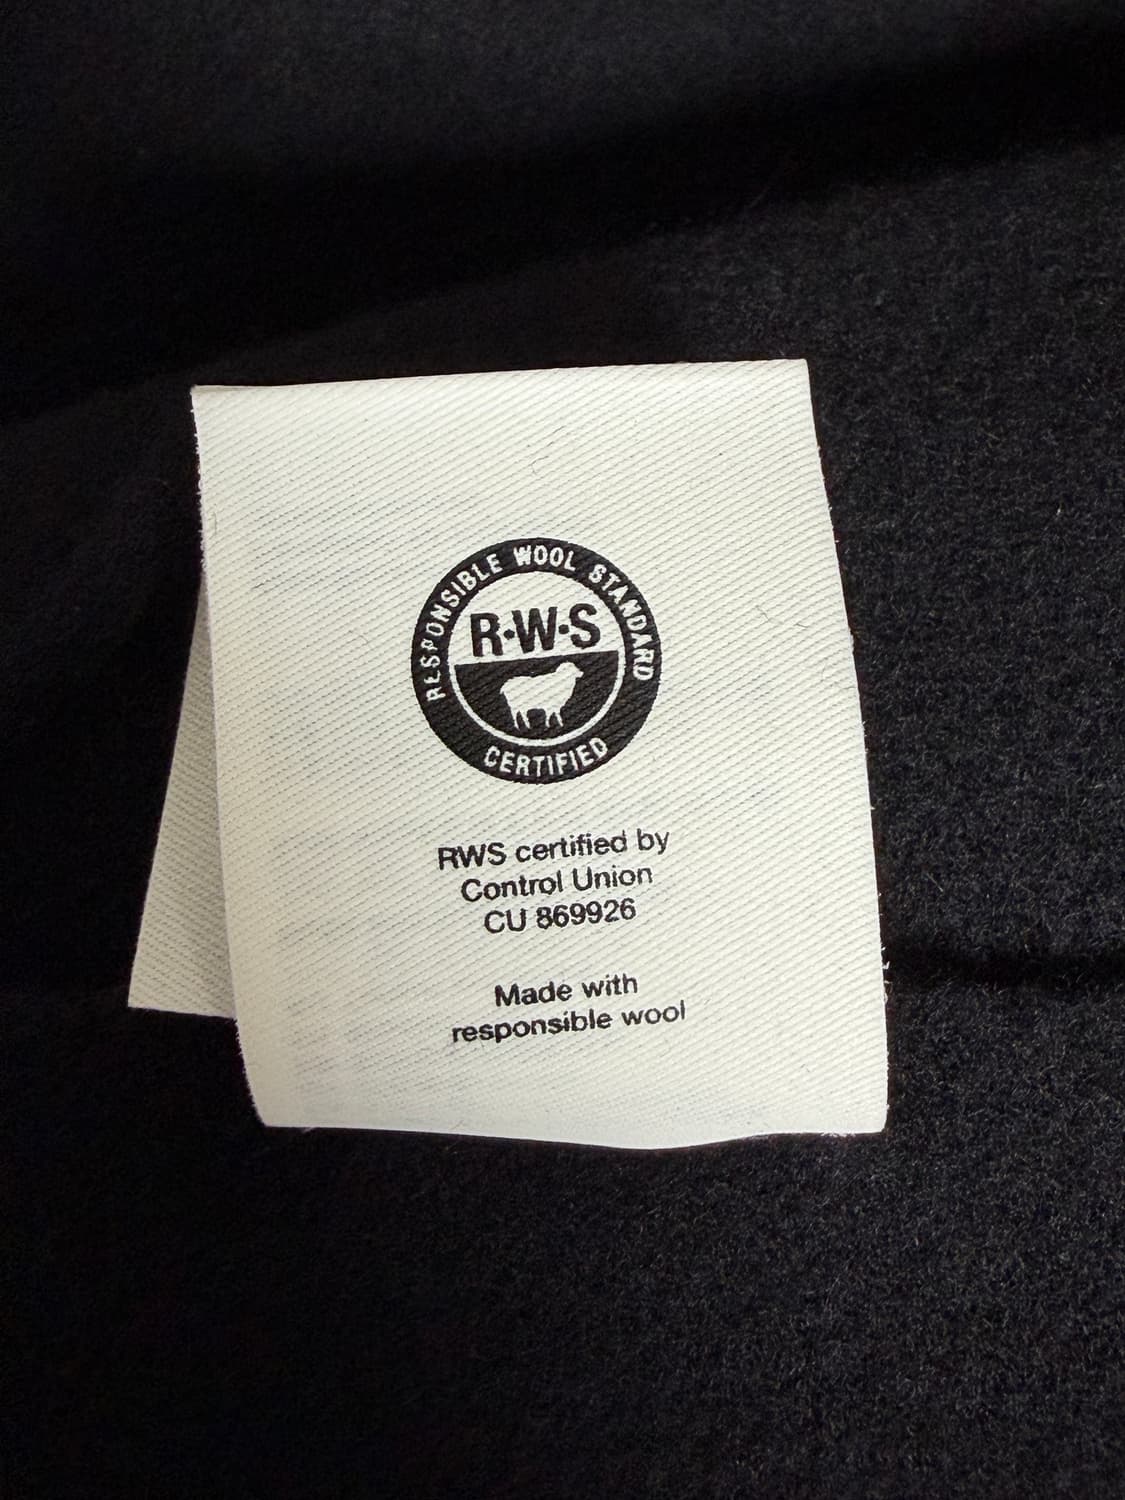 RESPONSIBLE WOOL STANDARD
R·W·S
CERTIFIED
RWS certified by
Control Union
CU 869926
Made with
responsible wool